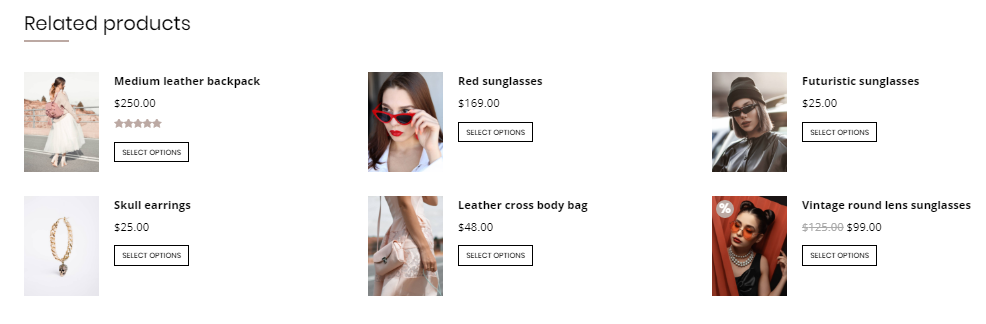 Related products
Medium leather backpack
$250.00
SELECT OPTIONS
Red sunglasses
$169.00
SELECT OPTIONS
Futuristic sunglasses
$25.00
SELECT OPTIONS
Skull earrings
$25.00
SELECT OPTIONS
Leather cross body bag
$48.00
SELECT OPTIONS
%
Vintage round lens sunglasses
$125.00 $99.00
SELECT OPTIONS